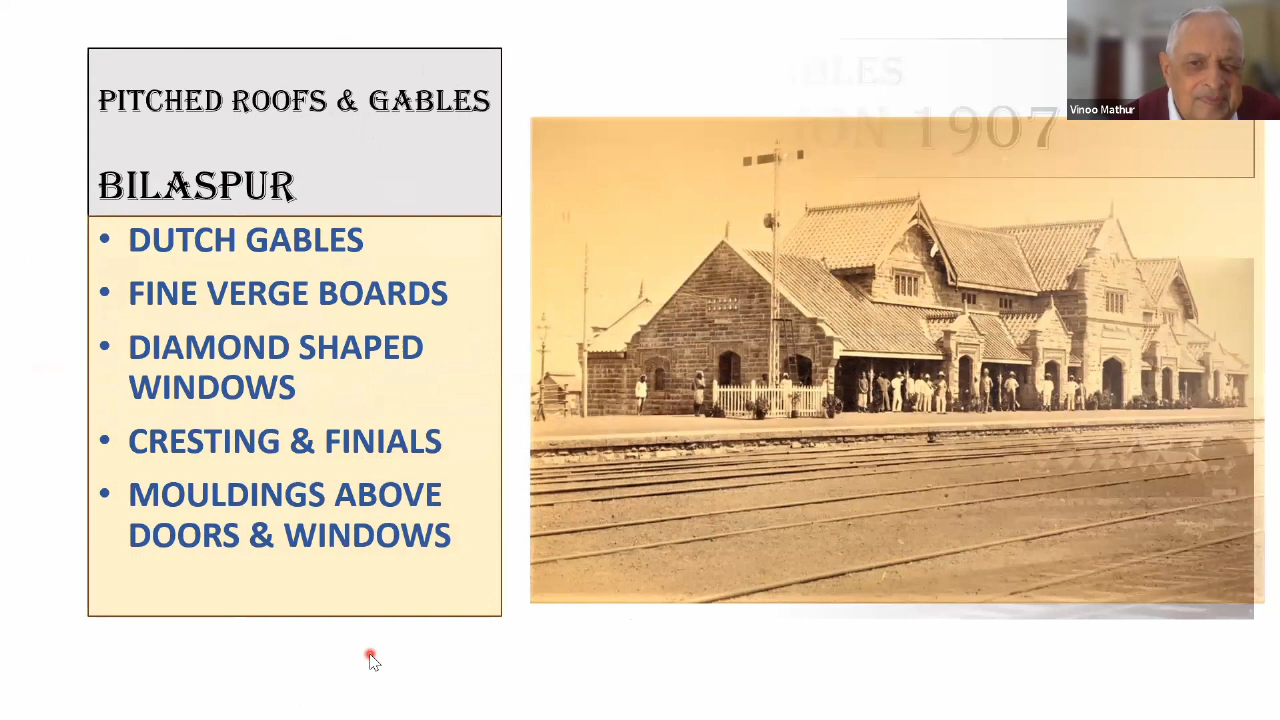 PITCHED ROOFS & GABLES
BILASPUR
• DUTCH GABLES
• FINE VERGE BOARDS
• DIAMOND SHAPED
WINDOWS
• CRESTING & FINIALS
• MOULDINGS ABOVE
DOORS & WINDOWS
1907
Vinoo Mathur